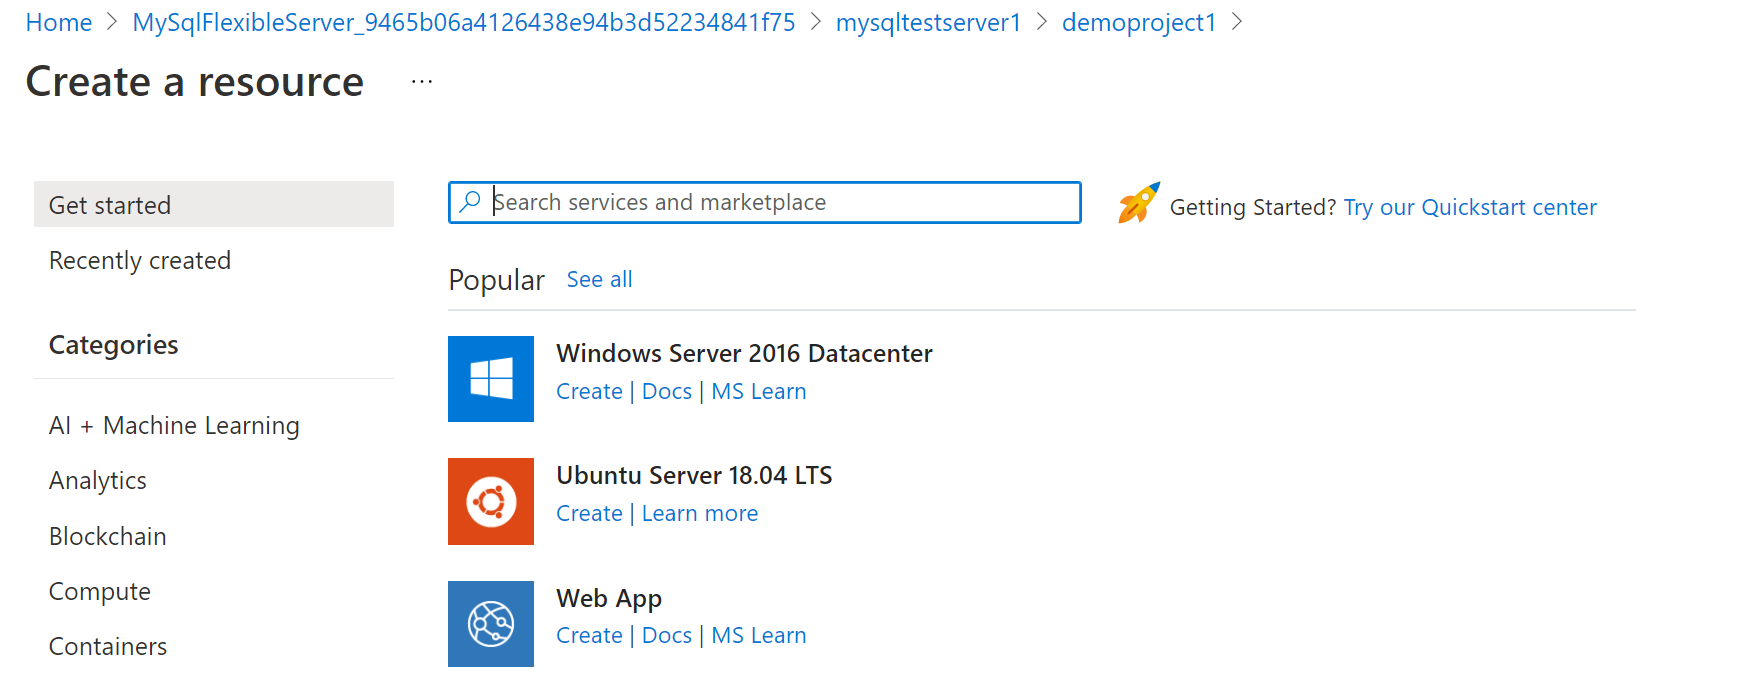 Home > MySqlFlexibleServer_9465b06a4126438e94b3d52234841f75 > mysqltestserver1 > demoproject1 >
Create a resource ...
Get started
Recently created
Categories
AI + Machine Learning
Analytics
Blockchain
Compute
Containers
Search services and marketplace
Getting Started? Try our Quickstart center
Popular See all
Windows Server 2016 Datacenter
Create | Docs | MS Learn
Ubuntu Server 18.04 LTS
Create | Learn more
Web App
Create | Docs | MS Learn